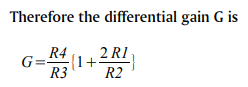 Therefore the differential gain G is
G = R4/R3 {1 + 2 R1/R2}